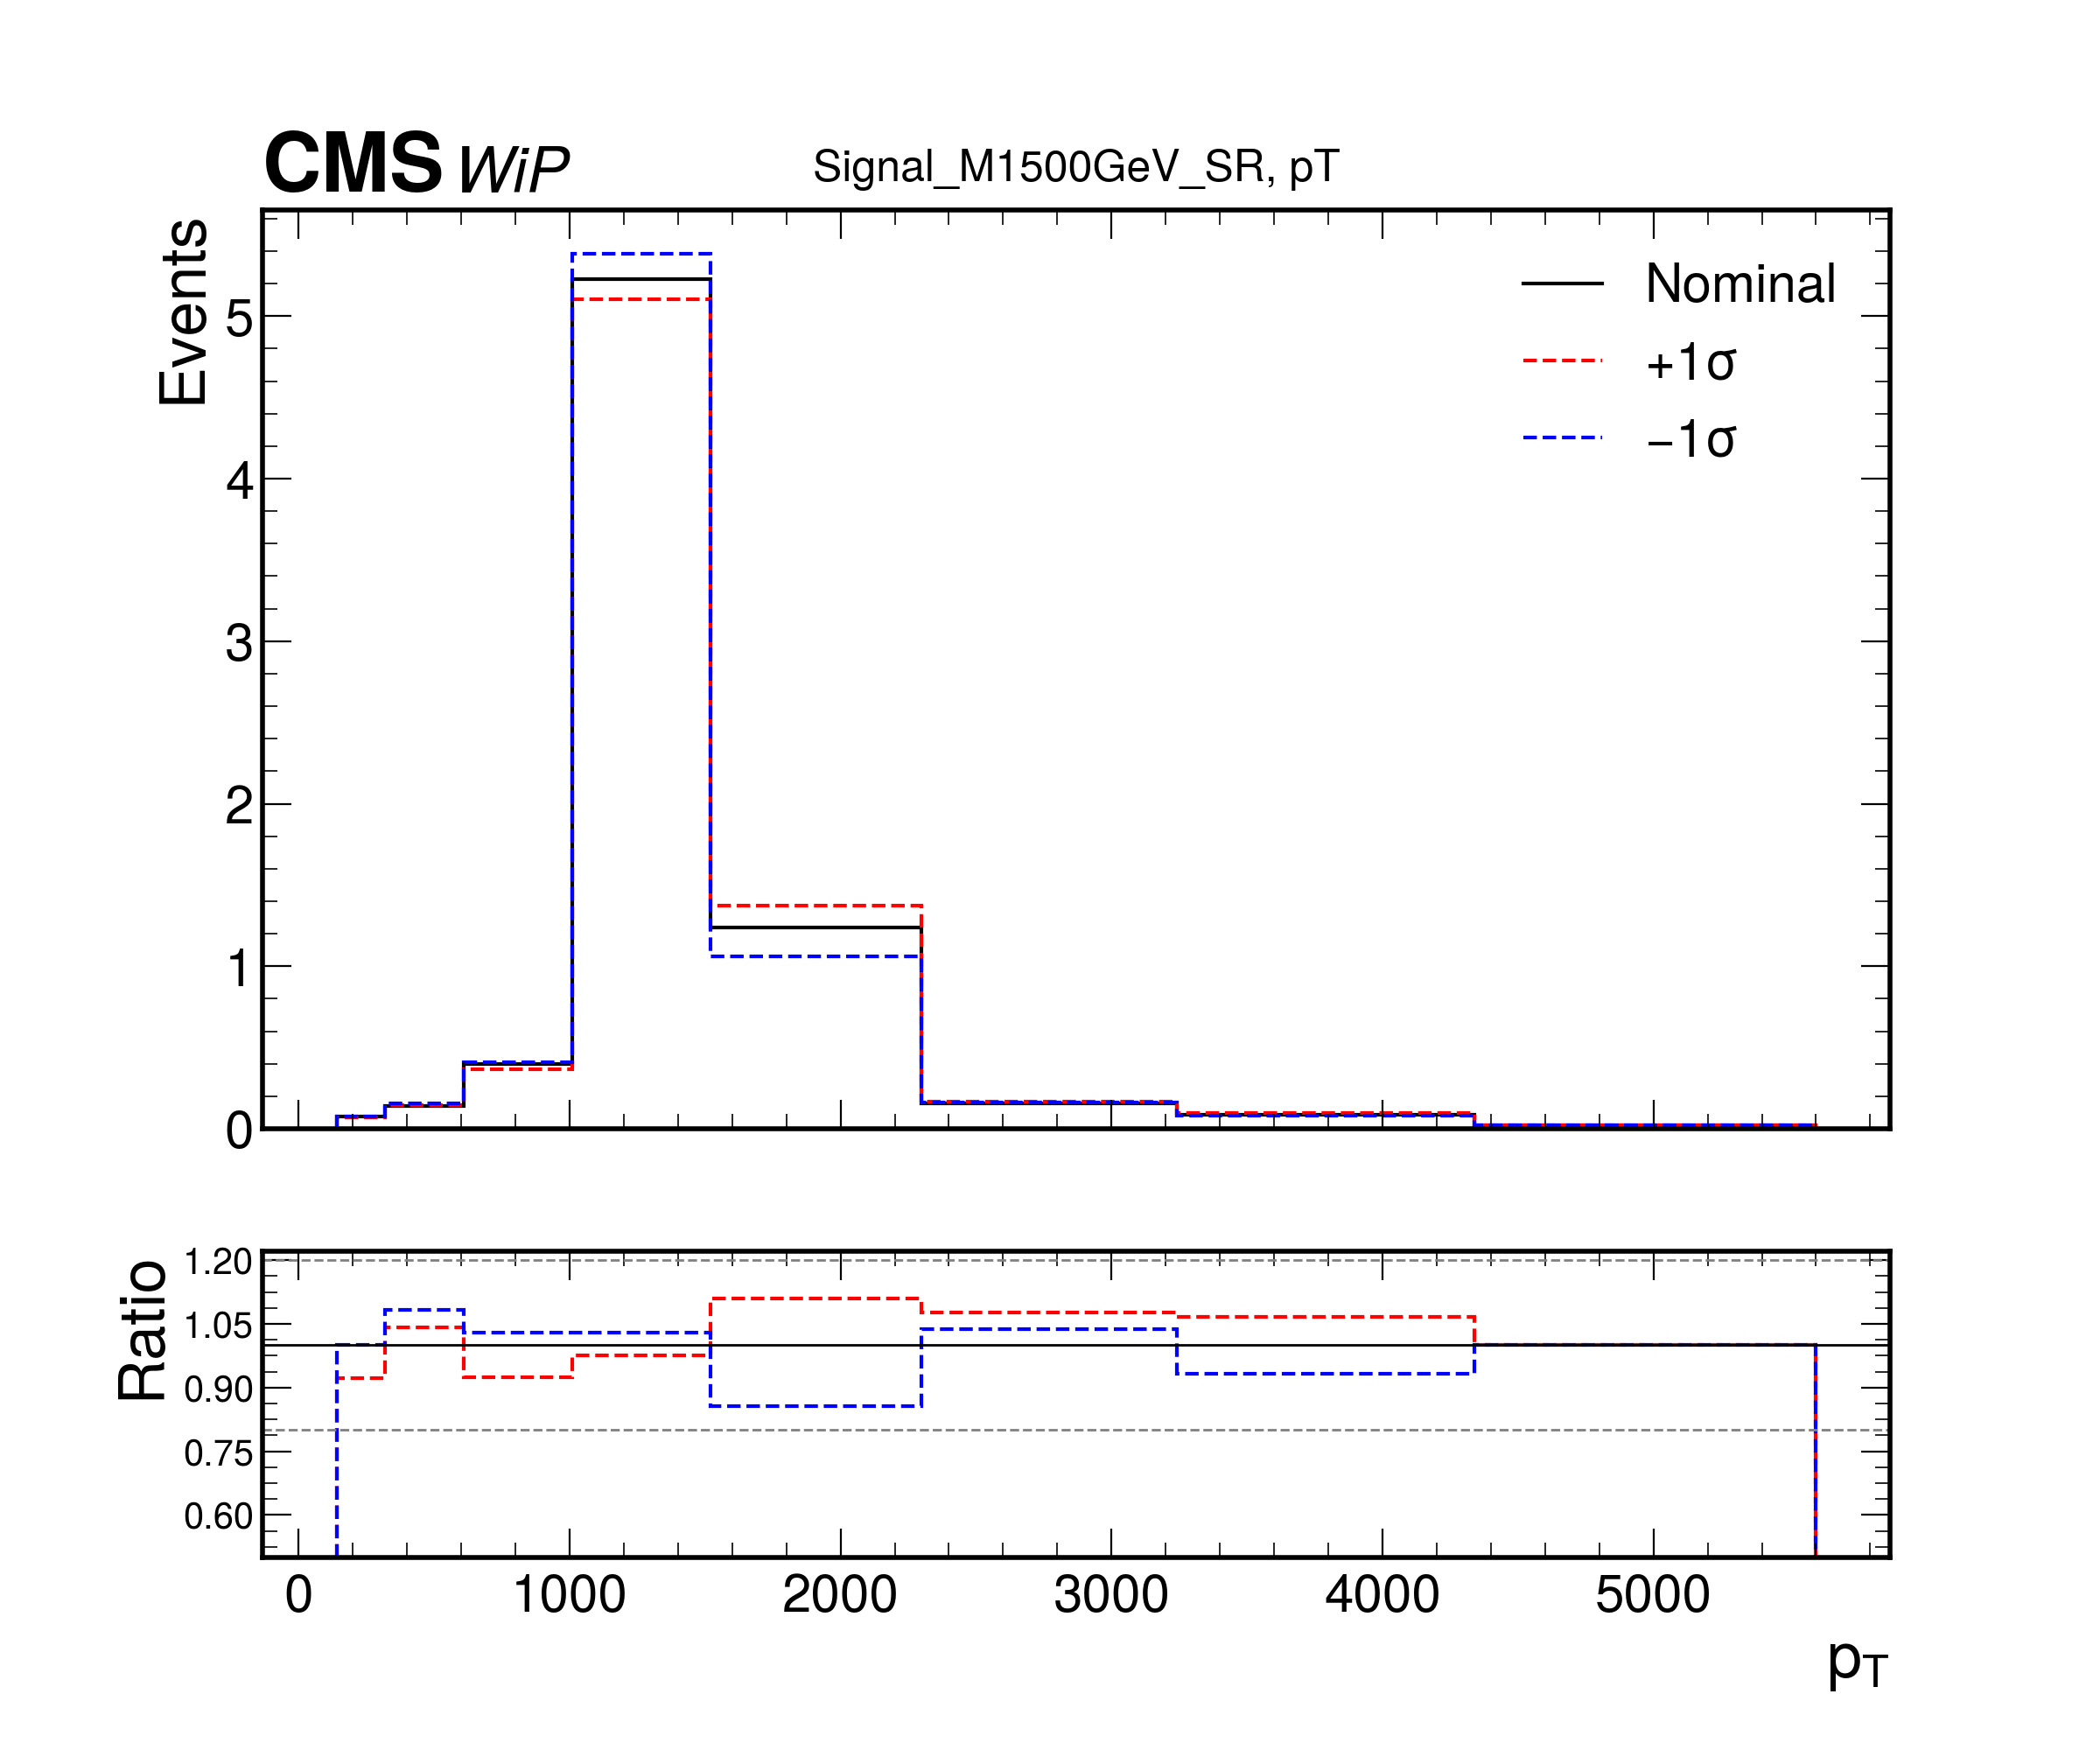 CMS WiP
Signal_M1500GeV_SR, pT
Events
5
4
3
2
1
0
Nominal
+1σ
−1σ
Ratio
1.20
1.05
0.90
0.75
0.60
0 1000 2000 3000 4000 5000
pT